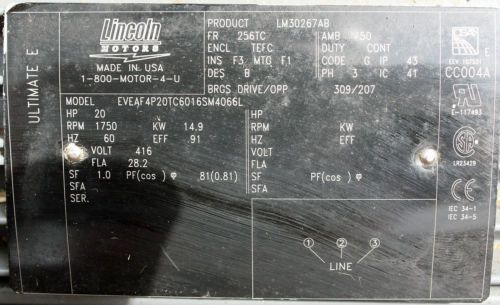 ULTIMATE E
Lincoln
MOTORS
MADE IN USA
1-800-MOTOR-4-U
PRODUCT LM30267AB
FR 256TC AMB 50
ENCL TEFC DUTY CONT
INS F3 MTG F1 CODE G IP 43
DES B PH 3 IC 41
BRGS DRIVE/OPP 309/207
CC004A
E-117493
LR23429
IEC 34-1
IEC 34-5
MODEL EVEAF4P20TC6016SM4066L
HP 20
RPM 1750 KW 14.9
HZ 60 EFF .91
VOLT 416
FLA 28.2
SF 1.0 PF(cos) φ .81(0.81)
SFA
SER.
HP
RPM KW
HZ EFF
VOLT
FLA
SF PF(cos) φ
SFA
1 2 3
LINE